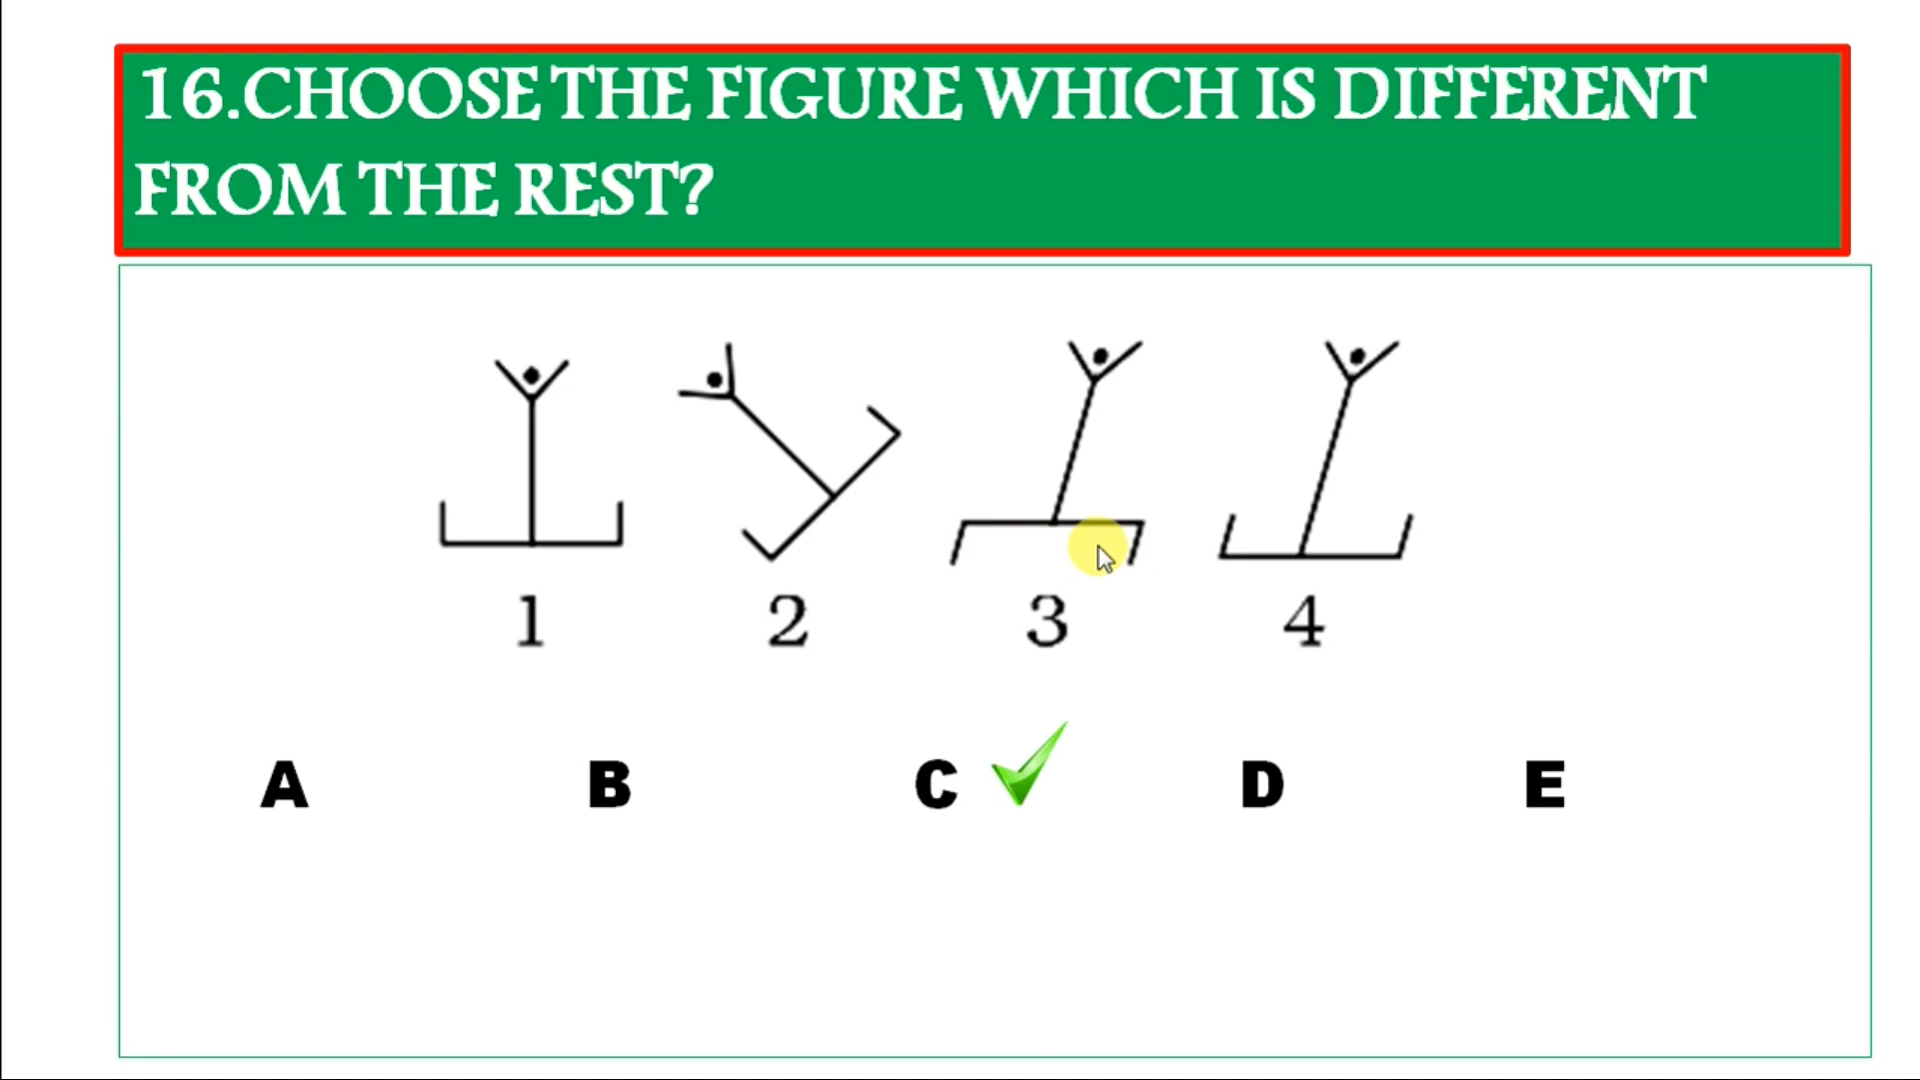 16.CHOOSE THE FIGURE WHICH IS DIFFERENT
FROM THE REST?
1 2 3 4
A B C D E